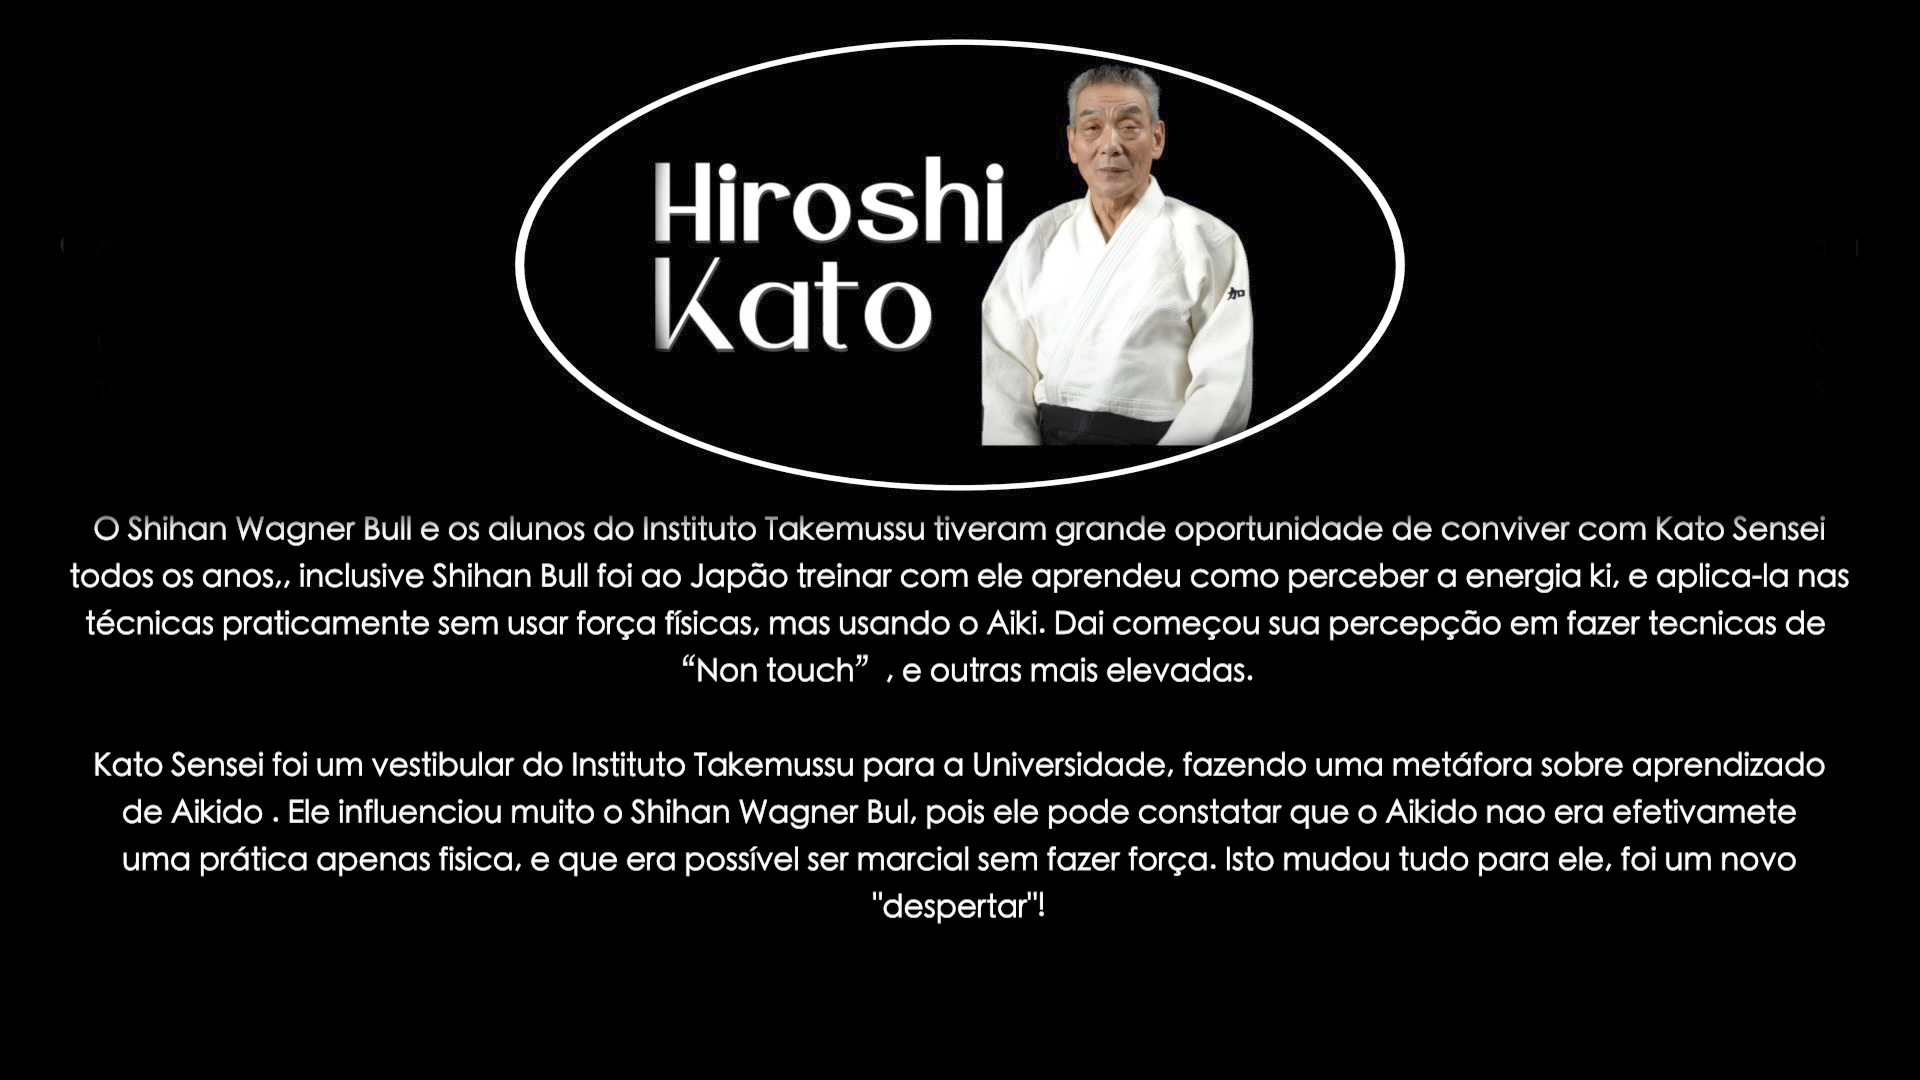 Hiroshi
Kato
加
O Shihan Wagner Bull e os alunos do Instituto Takemussu tiveram grande oportunidade de conviver com Kato Sensei
todos os anos,, inclusive Shihan Bull foi ao Japão treinar com ele aprendeu como perceber a energia ki, e aplica-la nas
técnicas praticamente sem usar força físicas, mas usando o Aiki. Dai começou sua percepção em fazer tecnicas de
“Non touch” , e outras mais elevadas.
Kato Sensei foi um vestibular do Instituto Takemussu para a Universidade, fazendo uma metáfora sobre aprendizado
de Aikido . Ele influenciou muito o Shihan Wagner Bul, pois ele pode constatar que o Aikido nao era efetivamete
uma prática apenas fisica, e que era possível ser marcial sem fazer força. Isto mudou tudo para ele, foi um novo
"despertar"!